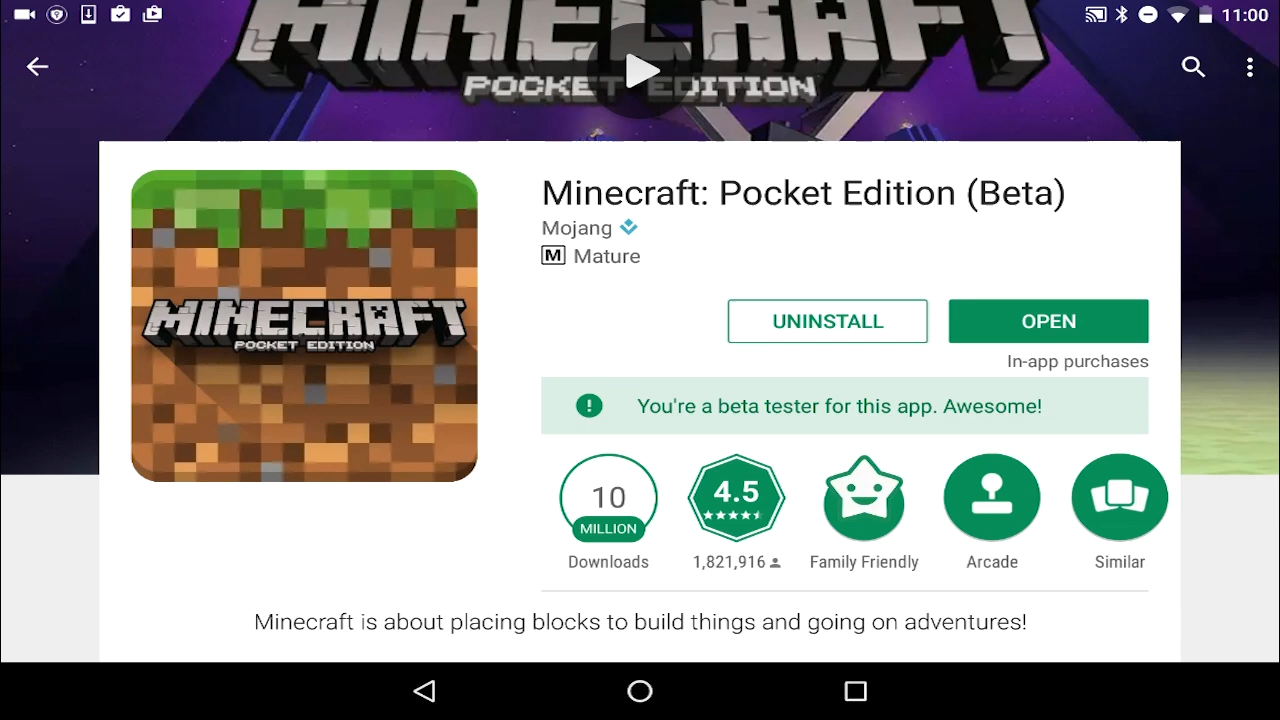 11:00
MINECRAFT
POCKET EDITION
Minecraft: Pocket Edition (Beta)
Mojang
M Mature
MINECRAFT
POCKET EDITION
UNINSTALL
OPEN
In-app purchases
You're a beta tester for this app. Awesome!
10
MILLION
Downloads
4.5
1,821,916
Family Friendly
Arcade
Similar
Minecraft is about placing blocks to build things and going on adventures!